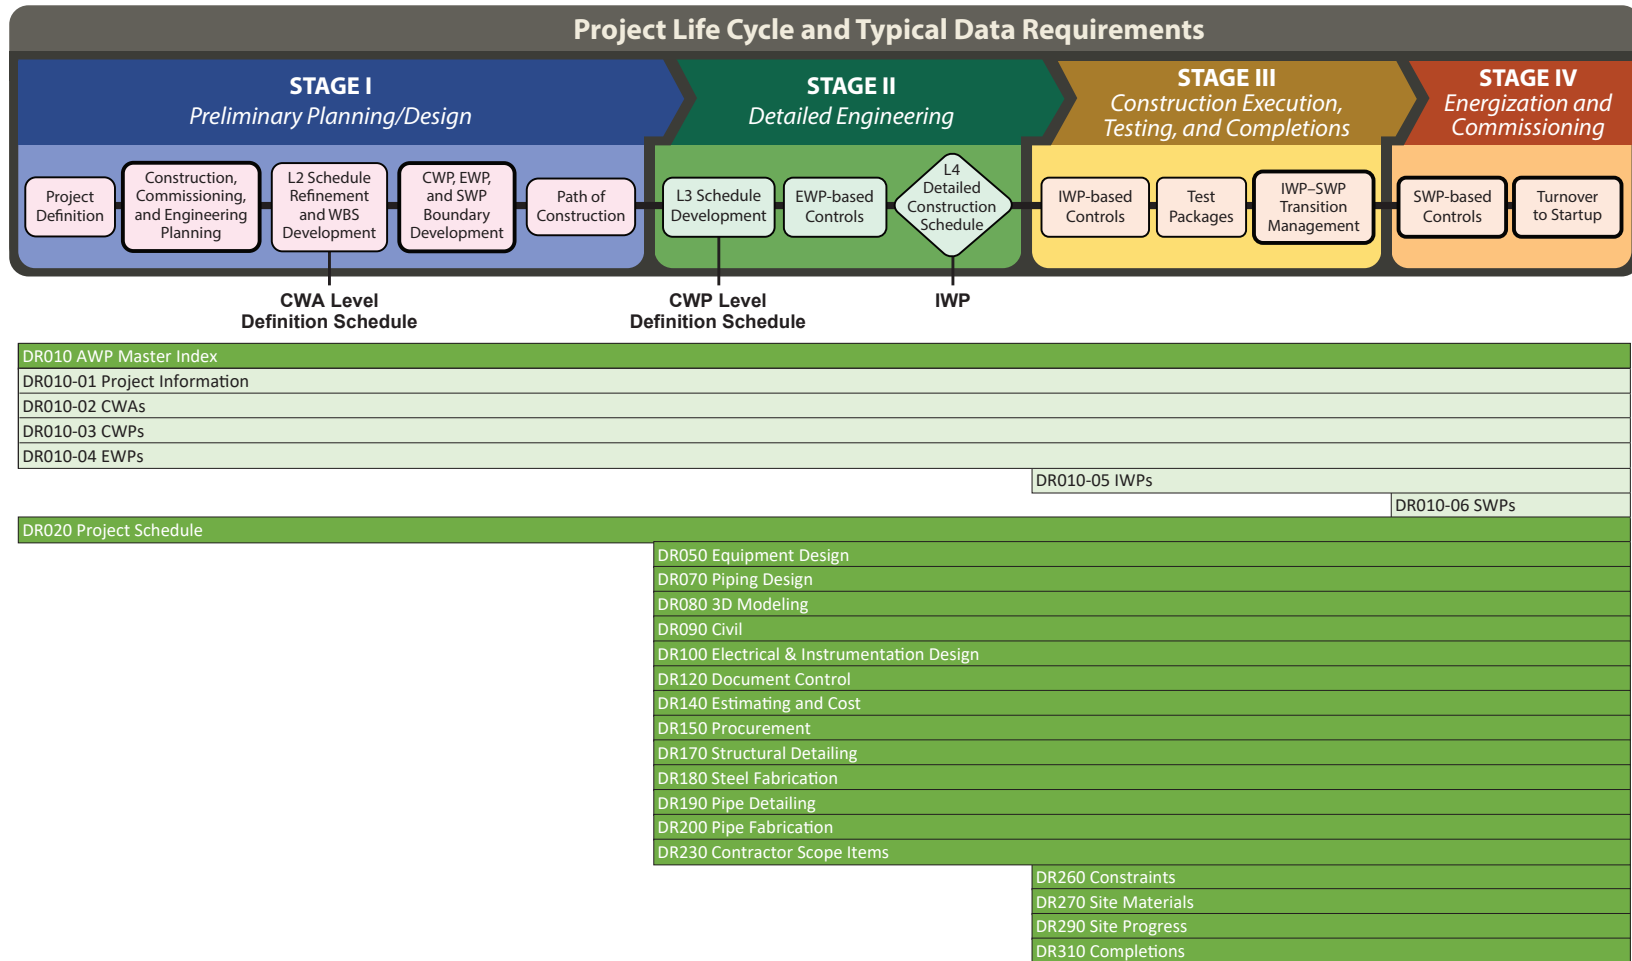 Project Life Cycle and Typical Data Requirements
STAGE I
Preliminary Planning/Design
STAGE II
Detailed Engineering
STAGE III
Construction Execution,
Testing, and Completions
STAGE IV
Energization and
Commissioning
Project
Definition
Construction,
Commissioning,
and Engineering
Planning
L2 Schedule
Refinement
and WBS
Development
CWP, EWP,
and SWP
Boundary
Development
Path of
Construction
L3 Schedule
Development
EWP-based
Controls
L4
Detailed
Construction
Schedule
IWP-based
Controls
Test
Packages
IWP–SWP
Transition
Management
SWP-based
Controls
Turnover
to Startup
CWA Level
Definition Schedule
CWP Level
Definition Schedule
IWP
DR010 AWP Master Index
DR010-01 Project Information
DR010-02 CWAs
DR010-03 CWPs
DR010-04 EWPs
DR010-05 IWPs
DR010-06 SWPs
DR020 Project Schedule
DR050 Equipment Design
DR070 Piping Design
DR080 3D Modeling
DR090 Civil
DR100 Electrical & Instrumentation Design
DR120 Document Control
DR140 Estimating and Cost
DR150 Procurement
DR170 Structural Detailing
DR180 Steel Fabrication
DR190 Pipe Detailing
DR200 Pipe Fabrication
DR230 Contractor Scope Items
DR260 Constraints
DR270 Site Materials
DR290 Site Progress
DR310 Completions